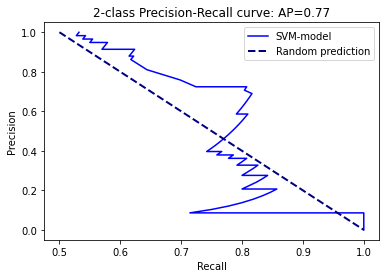 2-class Precision-Recall curve: AP=0.77
SVM-model
Random prediction
Precision
1.0
0.8
0.6
0.4
0.2
0.0
0.5 0.6 0.7 0.8 0.9 1.0
Recall